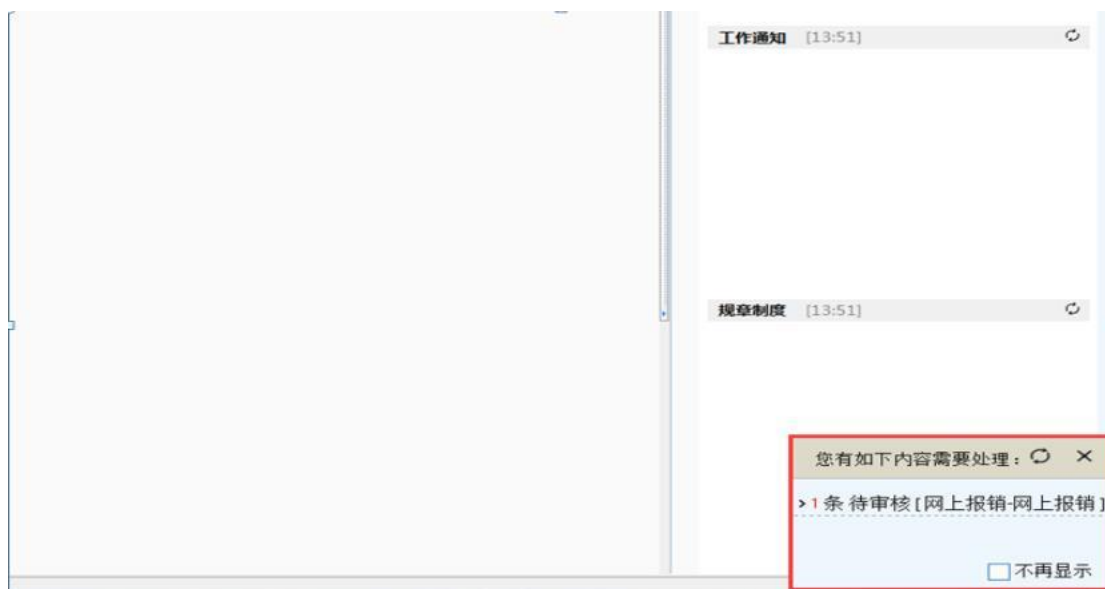 工作通知 [13:51]
规章制度 [13:51]
您有如下内容需要处理：
>1 条 待审核 [网上报销-网上报销]
不再显示